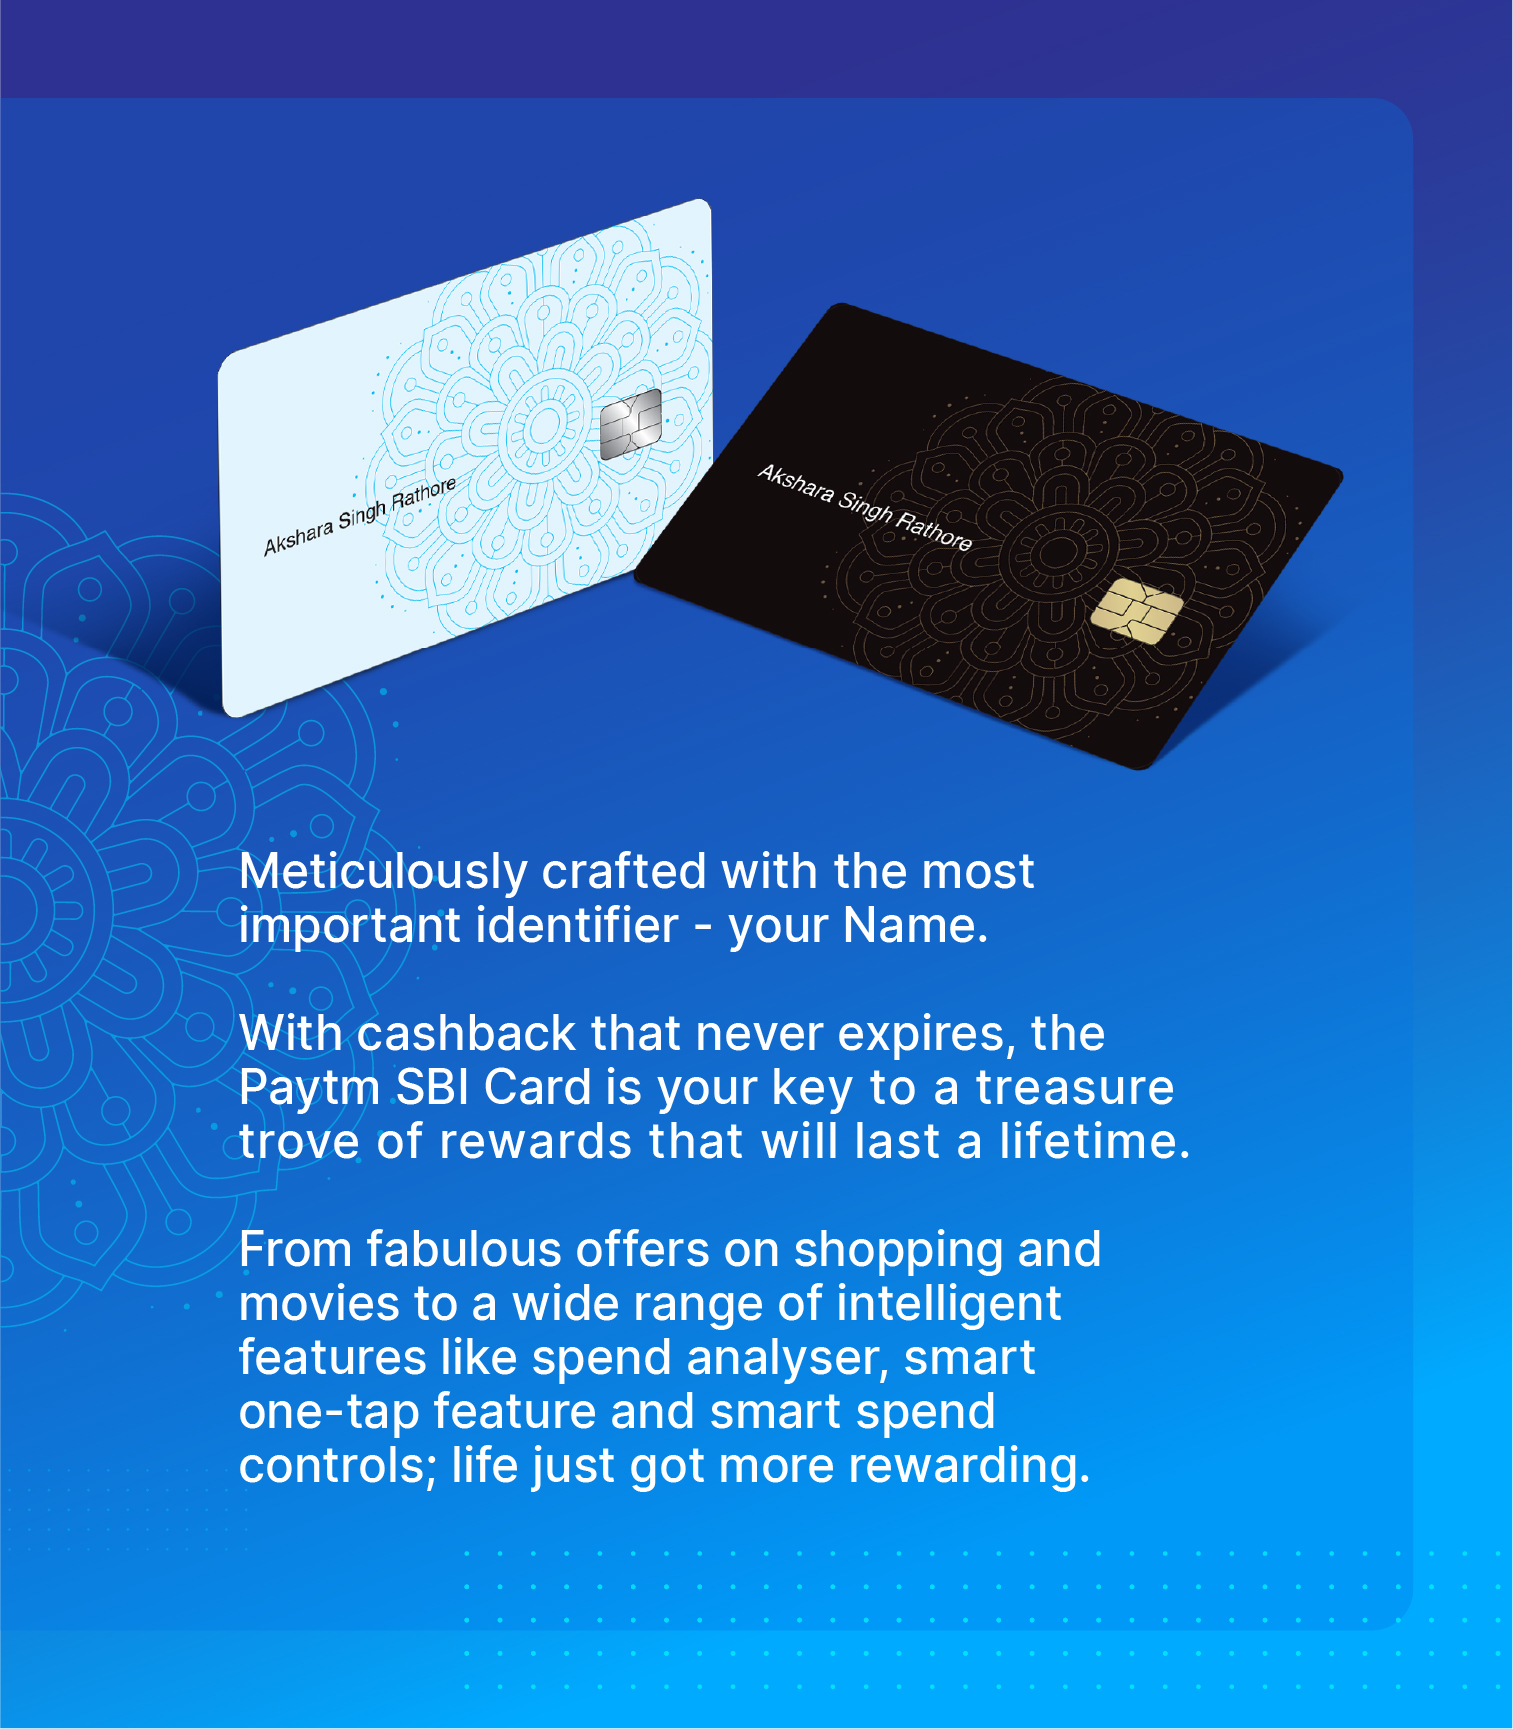 Akshara Singh Rathore
Akshara Singh Rathore
Meticulously crafted with the most
important identifier - your Name.
With cashback that never expires, the
Paytm SBI Card is your key to a treasure
trove of rewards that will last a lifetime.
From fabulous offers on shopping and
movies to a wide range of intelligent
features like spend analyser, smart
one-tap feature and smart spend
controls; life just got more rewarding.